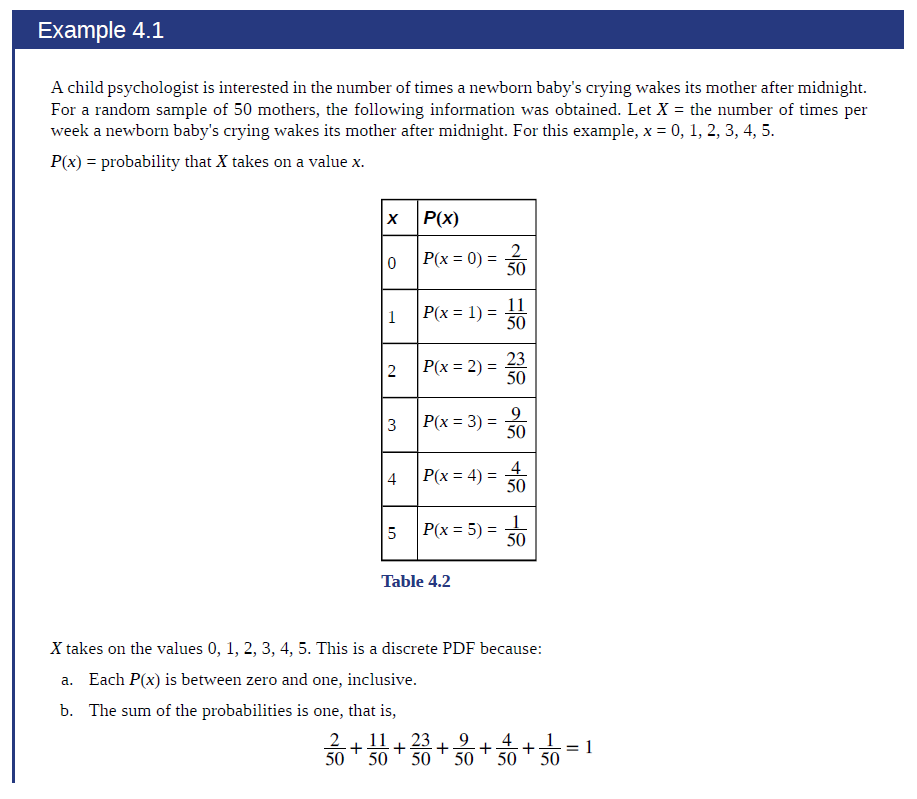 Example 4.1
A child psychologist is interested in the number of times a newborn baby's crying wakes its mother after midnight.
For a random sample of 50 mothers, the following information was obtained. Let X = the number of times per
week a newborn baby's crying wakes its mother after midnight. For this example, x = 0, 1, 2, 3, 4, 5.
P(x) = probability that X takes on a value x.
x P(x)
0 P(x = 0) = 2/50
1 P(x = 1) = 11/50
2 P(x = 2) = 23/50
3 P(x = 3) = 9/50
4 P(x = 4) = 4/50
5 P(x = 5) = 1/50
Table 4.2
X takes on the values 0, 1, 2, 3, 4, 5. This is a discrete PDF because:
a. Each P(x) is between zero and one, inclusive.
b. The sum of the probabilities is one, that is,
2/50 + 11/50 + 23/50 + 9/50 + 4/50 + 1/50 = 1